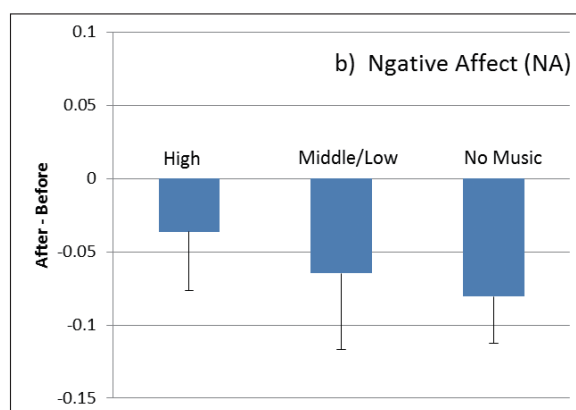 0.1
b) Ngative Affect (NA)
0.05
High
Middle/Low
No Music
0
After - Before
-0.05
-0.1
-0.15